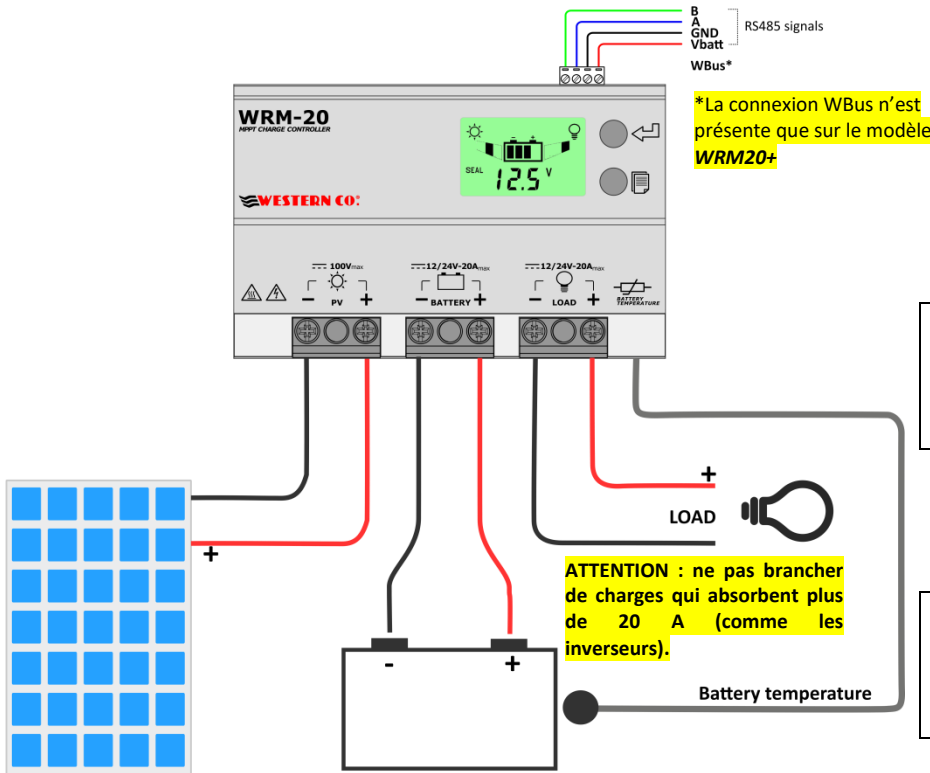 B
A
GND
Vbatt
RS485 signals
WBus*
*La connexion WBus n'est
présente que sur le modèle
WRM20+
WRM-20
MPPT CHARGE CONTROLLER
SEAL
12.5 V
WESTERN CO.®
100Vmax
12/24V-20Amax
12/24V-20Amax
- PV +
- BATTERY +
- LOAD +
BATTERY
TEMPERATURE
+
LOAD
+
ATTENTION : ne pas brancher
de charges qui absorbent plus
de 20 A (comme les
inverseurs).
- +
Battery temperature